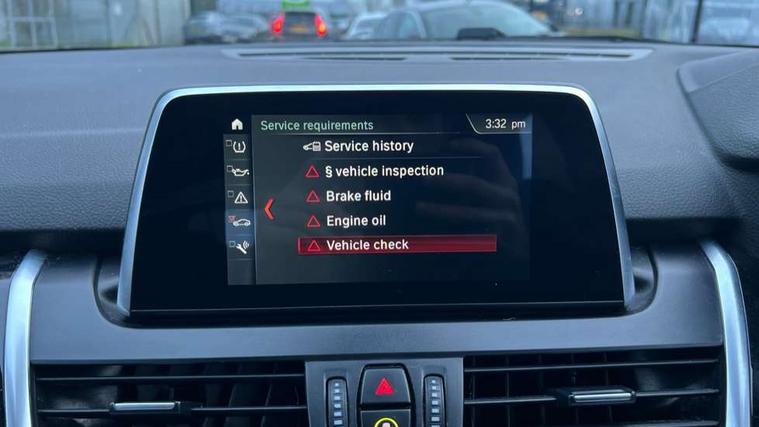 Service requirements
3:32 pm
Service history
§ vehicle inspection
Brake fluid
Engine oil
Vehicle check